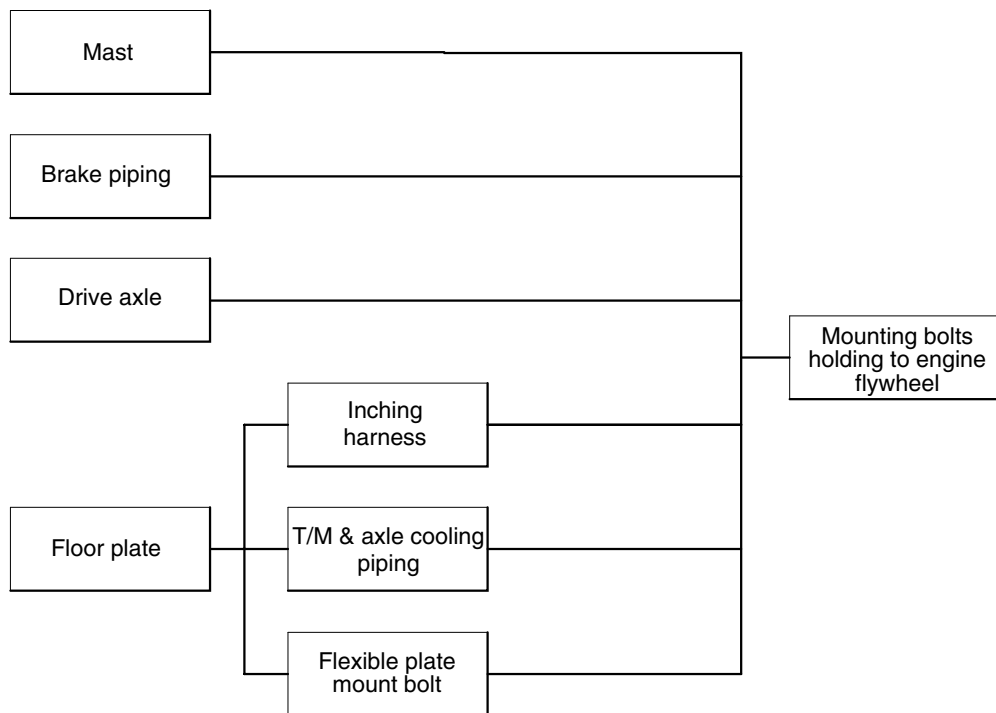 Mast
Brake piping
Drive axle
Mounting bolts
holding to engine
flywheel
Inching
harness
Floor plate
T/M & axle cooling
piping
Flexible plate
mount bolt